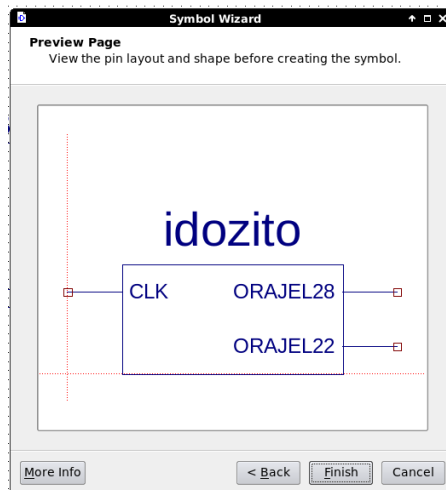 Symbol Wizard
Preview Page
View the pin layout and shape before creating the symbol.
idozito
CLK ORAJEL28
ORAJEL22
More Info < Back Finish Cancel